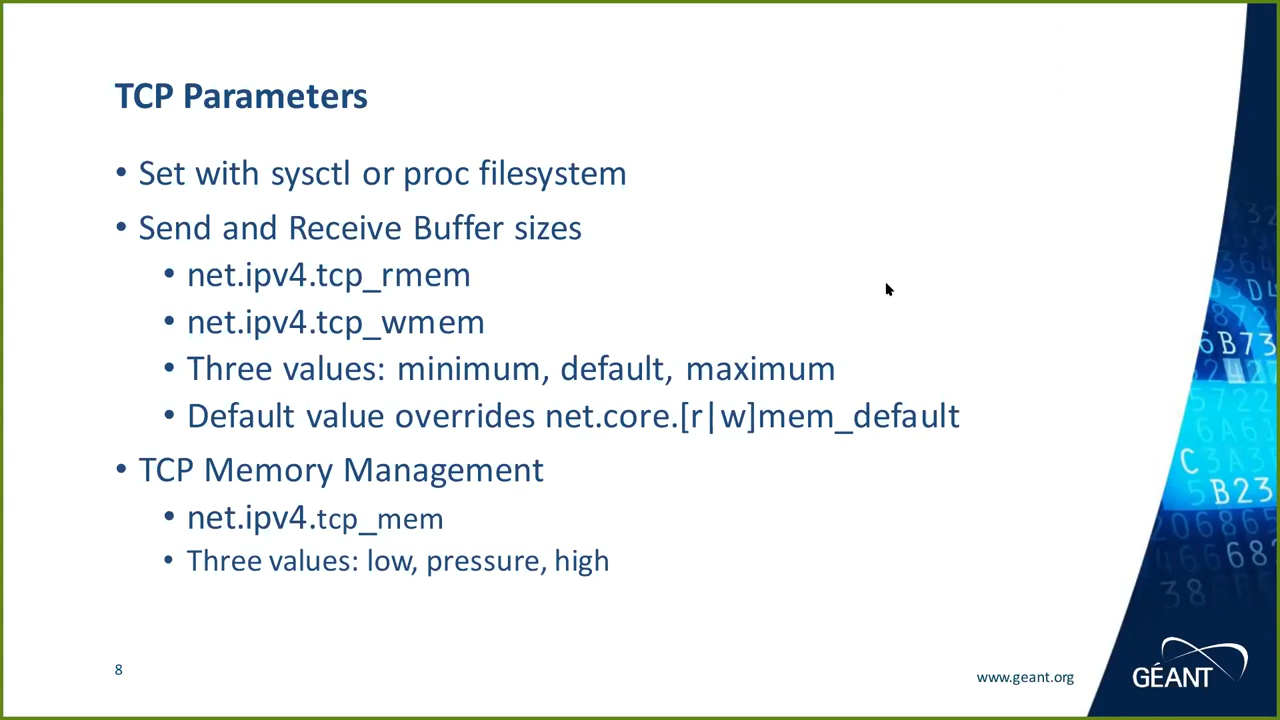 TCP Parameters
• Set with sysctl or proc filesystem
• Send and Receive Buffer sizes
• net.ipv4.tcp_rmem
• net.ipv4.tcp_wmem
• Three values: minimum, default, maximum
• Default value overrides net.core.[r|w]mem_default
• TCP Memory Management
• net.ipv4.tcp_mem
• Three values: low, pressure, high
8
www.geant.org
GÉANT